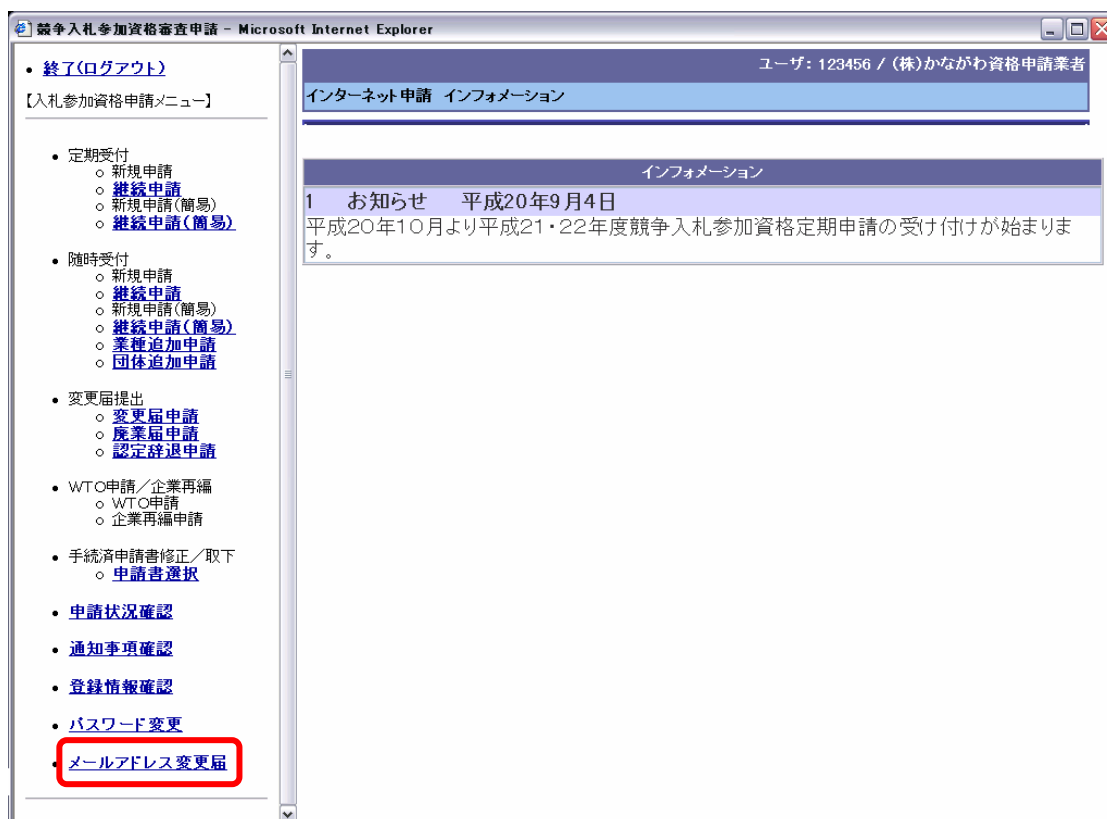 競争入札参加資格審査申請 - Microsoft Internet Explorer
終了(ログアウト)
【入札参加資格申請メニュー】
定期受付
新規申請
継続申請
新規申請(簡易)
継続申請(簡易)
随時受付
新規申請
継続申請
新規申請(簡易)
継続申請(簡易)
業種追加申請
団体追加申請
変更届提出
変更届申請
廃業届申請
認定辞退申請
WTO申請／企業再編
WTO申請
企業再編申請
手続済申請書修正／取下
申請書選択
申請状況確認
通知事項確認
登録情報確認
パスワード変更
メールアドレス変更届
ユーザ：123456 / (株)かながわ資格申請業者
インターネット申請 インフォメーション
インフォメーション
1 お知らせ 平成20年9月4日
平成２０年１０月より平成21・22年度競争入札参加資格定期申請の受け付けが始まりま
す。